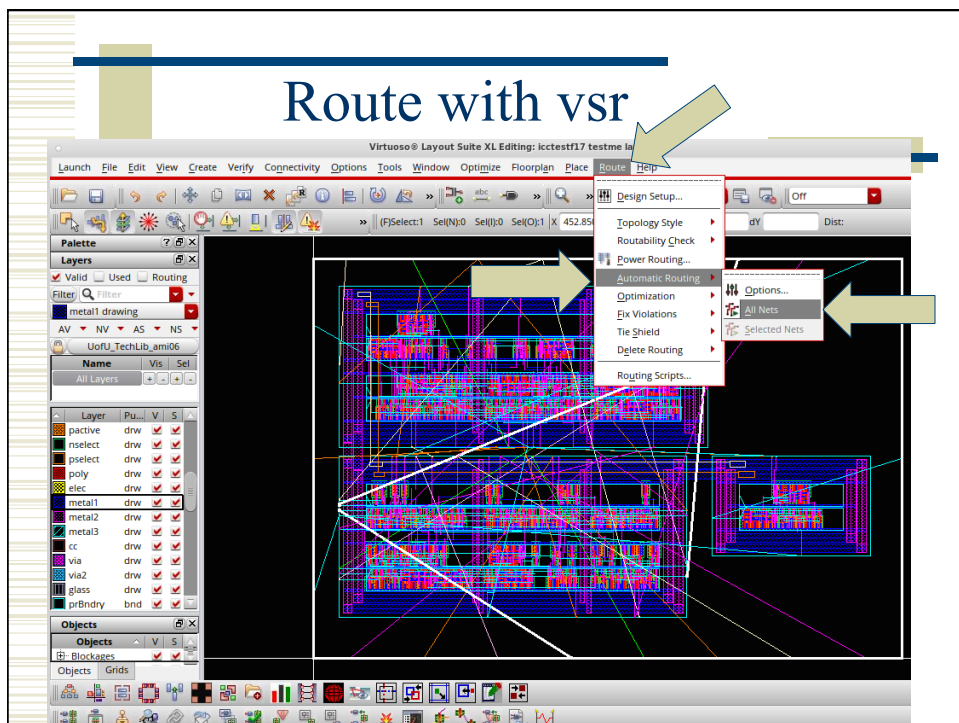 Route with vsr
Virtuoso® Layout Suite XL Editing: icctestf17 testme la
Launch File Edit View Create Verify Connectivity Options Tools Window Optimize Floorplan Place Route Help
abc » » » Off
» (F)Select:1 Sel(N):0 Sel(I):0 Sel(O):1 X 452.850 dY Dist:
Palette
Layers
Valid Used Routing
Filter Filter
metal1 drawing
AV NV AS NS
UofU_TechLib_ami06
Name Vis Sel
All Layers + - + -
Layer Pu... V S
pactive drw
nselect drw
pselect drw
poly drw
elec drw
metal1 drw
metal2 drw
metal3 drw
cc drw
via drw
via2 drw
glass drw
prBndry bnd
Objects
Objects V S
Blockages
Objects Grids
Design Setup...
Topology Style
Routability Check
Power Routing...
Automatic Routing
Optimization
Fix Violations
Tie Shield
Delete Routing
Routing Scripts...
Options...
All Nets
Selected Nets